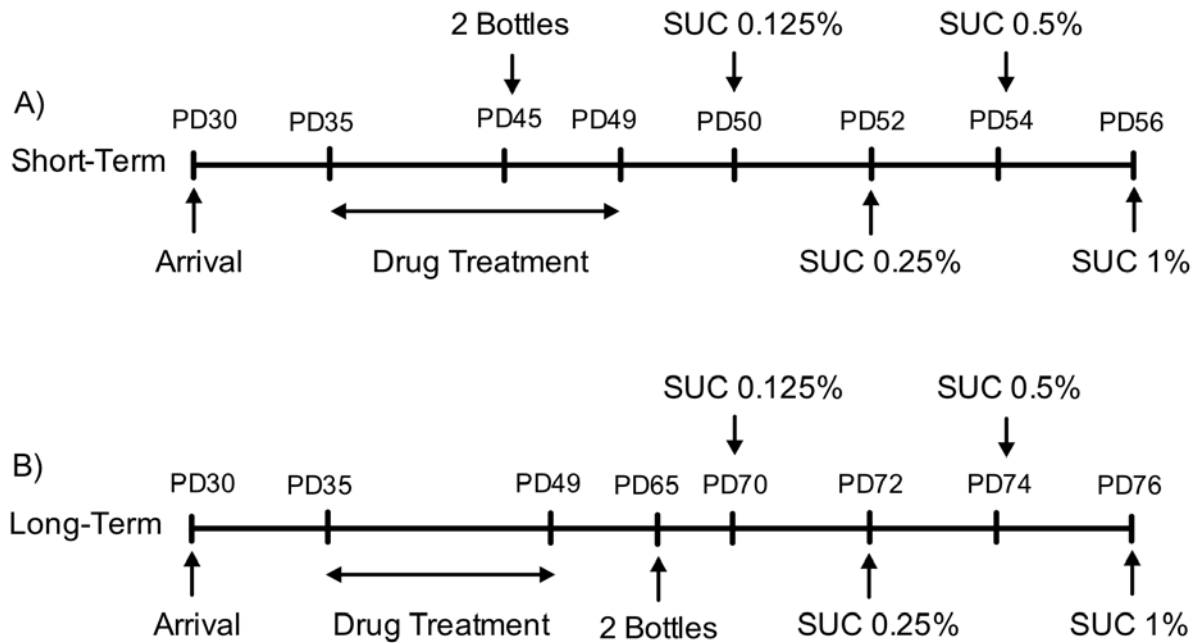 2 Bottles SUC 0.125% SUC 0.5%
A)
PD30 PD35 PD45 PD49 PD50 PD52 PD54 PD56
Short-Term
Arrival Drug Treatment SUC 0.25% SUC 1%
SUC 0.125% SUC 0.5%
B)
PD30 PD35 PD49 PD65 PD70 PD72 PD74 PD76
Long-Term
Arrival Drug Treatment 2 Bottles SUC 0.25% SUC 1%